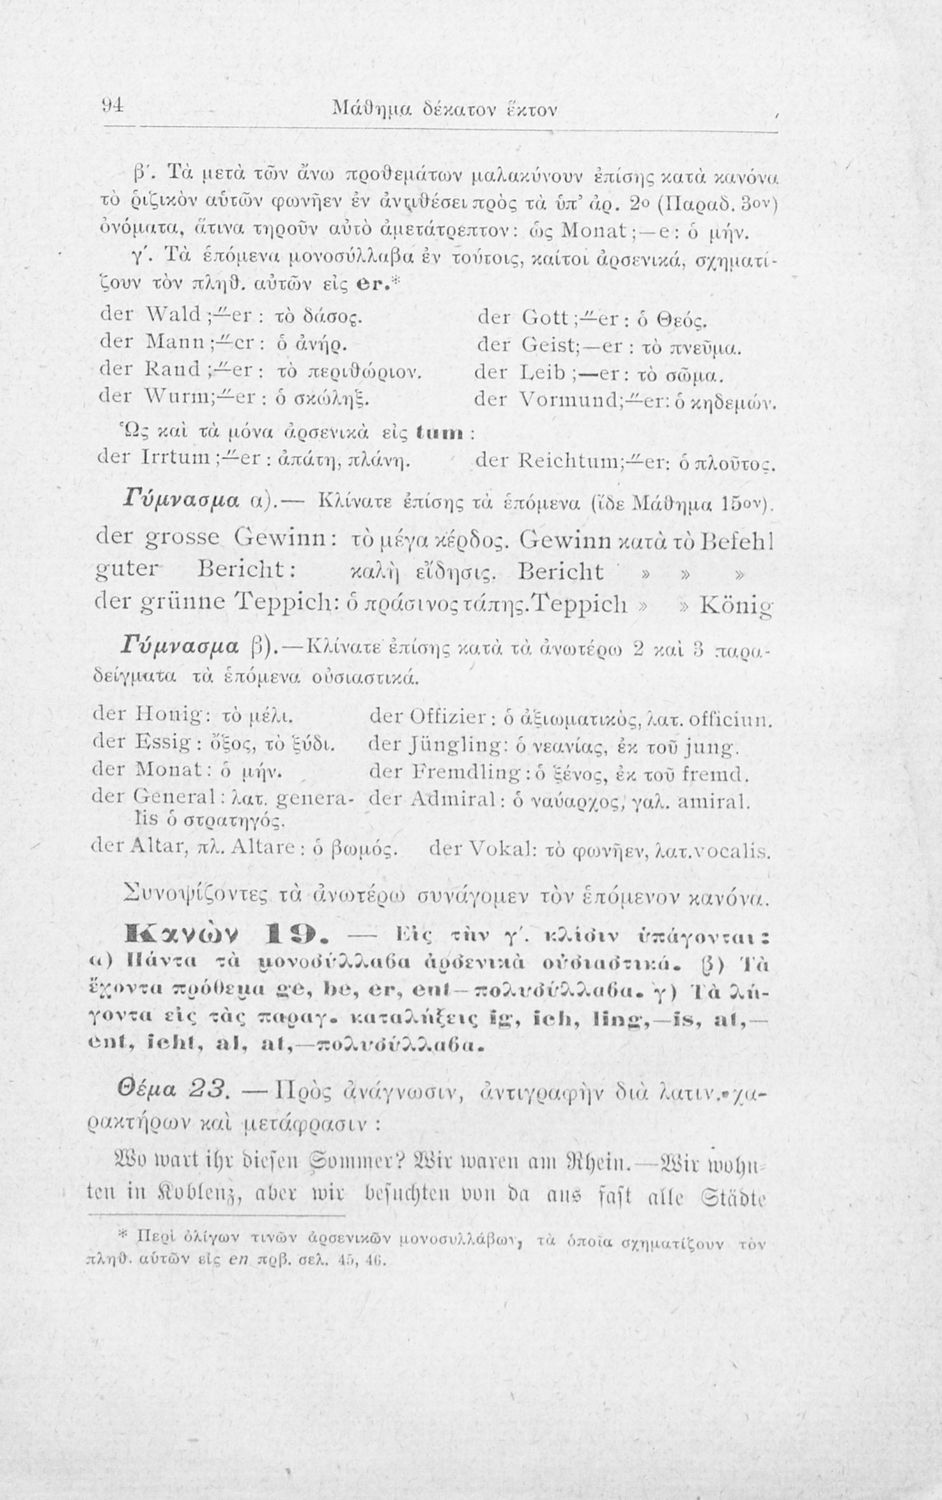 94 Μάθημα δέκατον ἕκτον
β΄. Τὰ μετὰ τῶν ἄνω προθεμάτων μαλακύνουν ἐπίσης κατὰ κανόνα
τὸ ῥιζικὸν αὑτῶν φωνῆεν ἐν ἀντιθέσει πρὸς τὰ ὑπ’ ἀρ. 2ο (Παραδ. 3ον)
ὀνόματα, ἅτινα τηροῦν αὐτὸ ἀμετάτρεπτον: ὡς Monat;—e: ὁ μήν.
γ΄. Τὰ ἑπόμενα μονοσύλλαβα ἐν τούτοις, καίτοι ἀρσενικά, σχηματί-
ζουν τὸν πληθ. αὑτῶν εἰς er.*
der Wald ;—̈er : τὸ δάσος. der Gott ;—̈er : ὁ Θεός.
der Mann ;—̈er : ὁ ἀνήρ. der Geist;—er : τὸ πνεῦμα.
der Rand ;—̈er : τὸ περιθώριον. der Leib ;—er : τὸ σῶμα.
der Wurm;—̈er : ὁ σκώληξ. der Vormund;—̈er: ὁ κηδεμών.
Ὡς καὶ τὰ μόνα ἀρσενικὰ εἰς tum :
der Irrtum ;—̈er : ἀπάτη, πλάνη. der Reichtum;—̈er: ὁ πλοῦτος.
Γύμνασμα α).— Κλίνατε ἐπίσης τὰ ἑπόμενα (ἴδε Μάθημα 15ον).
der grosse Gewinn: τὸ μέγα κέρδος. Gewinn κατὰ τὸ Befehl
guter Bericht: καλὴ εἴδησις. Bericht » » »
der grünne Teppich: ὁ πράσινος τάπης. Teppich » » König
Γύμνασμα β).—Κλίνατε ἐπίσης κατὰ τὰ ἀνωτέρω 2 καὶ 3 παρα-
δείγματα τὰ ἑπόμενα οὐσιαστικά.
der Honig: τὸ μέλι. der Offizier: ὁ ἀξιωματικὸς, λατ. officiun.
der Essig: ὄξος, τὸ ξύδι. der Jüngling: ὁ νεανίας, ἐκ τοῦ jung.
der Monat: ὁ μήν. der Fremdling: ὁ ξένος, ἐκ τοῦ fremd.
der General: λατ. genera- der Admiral: ὁ ναύαρχος, γαλ. amiral.
lis ὁ στρατηγός.
der Altar, πλ. Altare : ὁ βωμός. der Vokal: τὸ φωνῆεν, λατ. vocalis.
Συνοψίζοντες τὰ ἀνωτέρω συνάγομεν τὸν ἑπόμενον κανόνα.
Κανὼν 19. — Εἰς τὴν γ΄. κλίσιν ὑπάγονται:
α) Πάντα τὰ μονοσύλλαβα ἀρσενικὰ οὐσιαστικά. β) Τὰ
ἔχοντα πρόθεμα ge, be, er, ent—πολυσύλλαβα. γ) Τὰ λή-
γοντα εἰς τὰς παραγ. καταλήξεις ig, ich, ling,—is, at,—
ent, icht, al, at,—πολυσύλλαβα.
Θέμα 23. — Πρὸς ἀνάγνωσιν, ἀντιγραφὴν διὰ λατιν. χα-
ρακτήρων καὶ μετάφρασιν :
Wo wart ihr diesen Sommer? Wir waren am Rhein.—Wir wohn-
ten in Koblenz, aber wir besuchten von da aus fast alle Städte
* Περὶ ὀλίγων τινῶν ἀρσενικῶν μονοσυλλάβων, τὰ ὁποῖα σχηματίζουν τὸν
πληθ. αὑτῶν εἰς en πρβ. σελ. 45, 46.